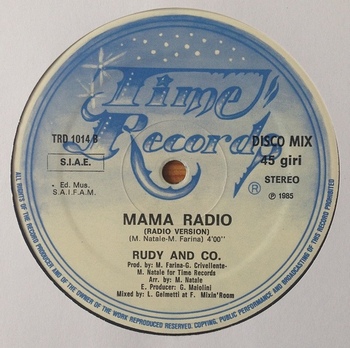 Time
Records
TRD 1014 B
DISCO MIX
45 giri
S.I.A.E.
STEREO
• Ed. Mus.
S.A.I.F.A.M.
R
℗ 1985
MAMA RADIO
(RADIO VERSION)
(M. Natale-M. Farina) 4'00"
RUDY AND CO.
Prod. by: M. Farina-G. Crivellente-
M. Natale for Time Records
Arr. by: M. Natale
E. Producer: G. Maiolini
Mixed by: L. Gelmetti at F. Mixin'Room
ALL RIGHTS OF THE RECORD PRODUCER AND OF THE OWNER OF THE WORK REPRODUCED RESERVED. COPYING, PUBLIC PERFORMANCE AND BROADCASTING OF THIS RECORD PROHIBITED